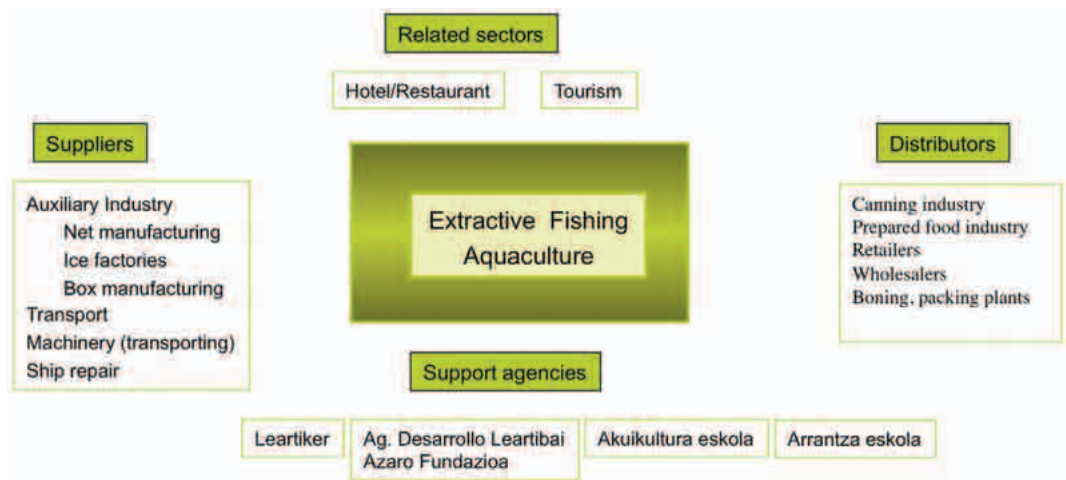 Related sectors
Hotel/Restaurant
Tourism
Suppliers
Auxiliary Industry
Net manufacturing
Ice factories
Box manufacturing
Transport
Machinery (transporting)
Ship repair
Extractive Fishing
Aquaculture
Distributors
Canning industry
Prepared food industry
Retailers
Wholesalers
Boning, packing plants
Support agencies
Leartiker
Ag. Desarrollo Leartibai
Azaro Fundazioa
Akuikultura eskola
Arrantza eskola